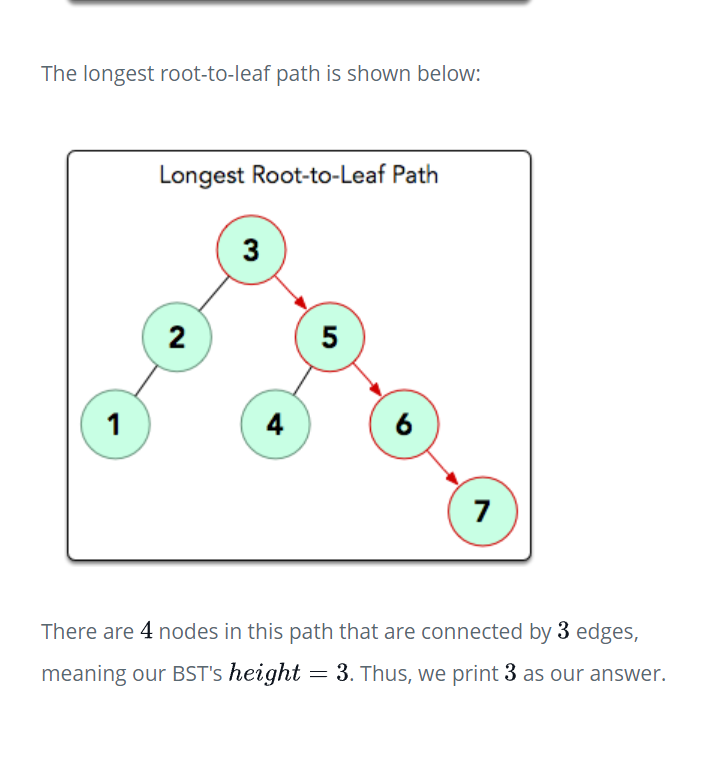 The longest root-to-leaf path is shown below:
Longest Root-to-Leaf Path
3
2
5
1
4
6
7
There are 4 nodes in this path that are connected by 3 edges,
meaning our BST's height = 3. Thus, we print 3 as our answer.